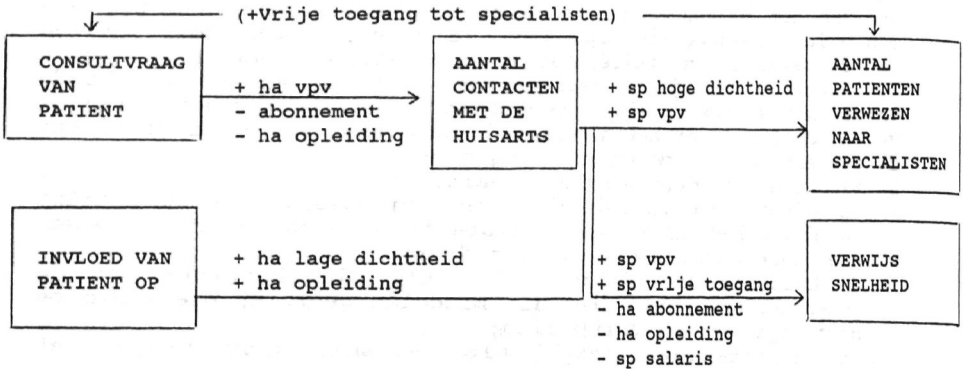 (+Vrije toegang tot specialisten)
CONSULTVRAAG
VAN
PATIENT
+ ha vpv
- abonnement
- ha opleiding
AANTAL
CONTACTEN
MET DE
HUISARTS
+ sp hoge dichtheid
+ sp vpv
AANTAL
PATIENTEN
VERWEZEN
NAAR
SPECIALISTEN
INVLOED VAN
PATIENT OP
+ ha lage dichtheid
+ ha opleiding
+ sp vpv
+ sp vrlje toegang
- ha abonnement
- ha opleiding
- sp salaris
VERWIJS
SNELHEID